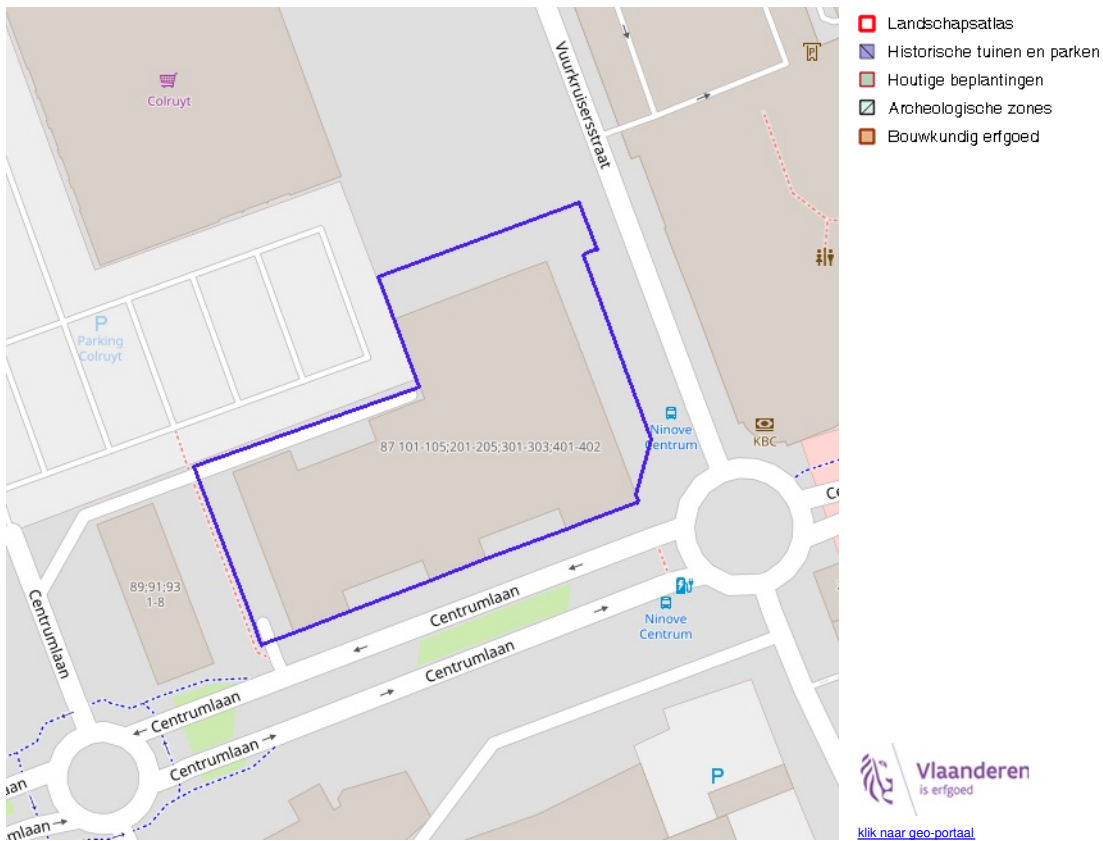 Colruyt
P
Parking
Colruyt
Vuurkruisersstraat
P
87 101-105;201-205;301-303;401-402
Ninove
Centrum
KBC
89;91;93
1-8
Centrumlaan
Centrumlaan
Centrumlaan
Ninove
Centrum
Centrumlaan
Centrumlaan
P
Landschapsatlas
Historische tuinen en parken
Houtige beplantingen
Archeologische zones
Bouwkundig erfgoed
Vlaanderen
is erfgoed
klik naar geo-portaal